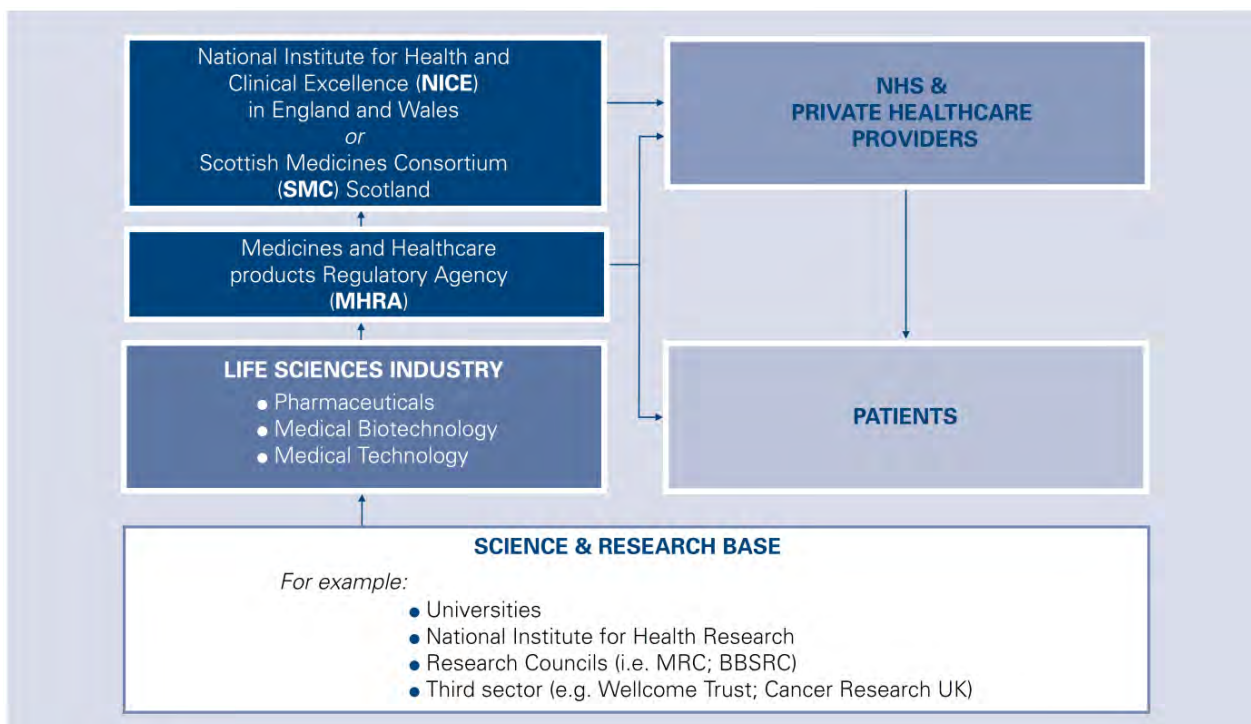 National Institute for Health and
Clinical Excellence (NICE)
in England and Wales
or
Scottish Medicines Consortium
(SMC) Scotland
NHS &
PRIVATE HEALTHCARE
PROVIDERS
Medicines and Healthcare
products Regulatory Agency
(MHRA)
LIFE SCIENCES INDUSTRY
● Pharmaceuticals
● Medical Biotechnology
● Medical Technology
PATIENTS
SCIENCE & RESEARCH BASE
For example:
● Universities
● National Institute for Health Research
● Research Councils (i.e. MRC; BBSRC)
● Third sector (e.g. Wellcome Trust; Cancer Research UK)